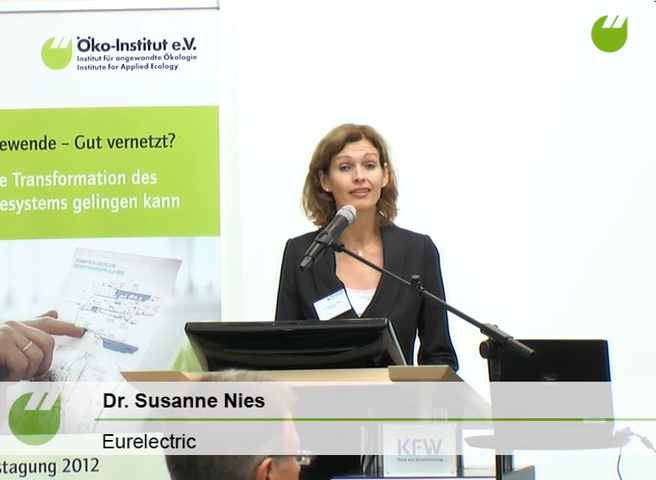 Öko-Institut e.V.
Institut für angewandte Ökologie
Institute for Applied Ecology
ewende – Gut vernetzt?
e Transformation des
esystems gelingen kann
Dr. Susanne Nies
Eurelectric
KFW
stagung 2012